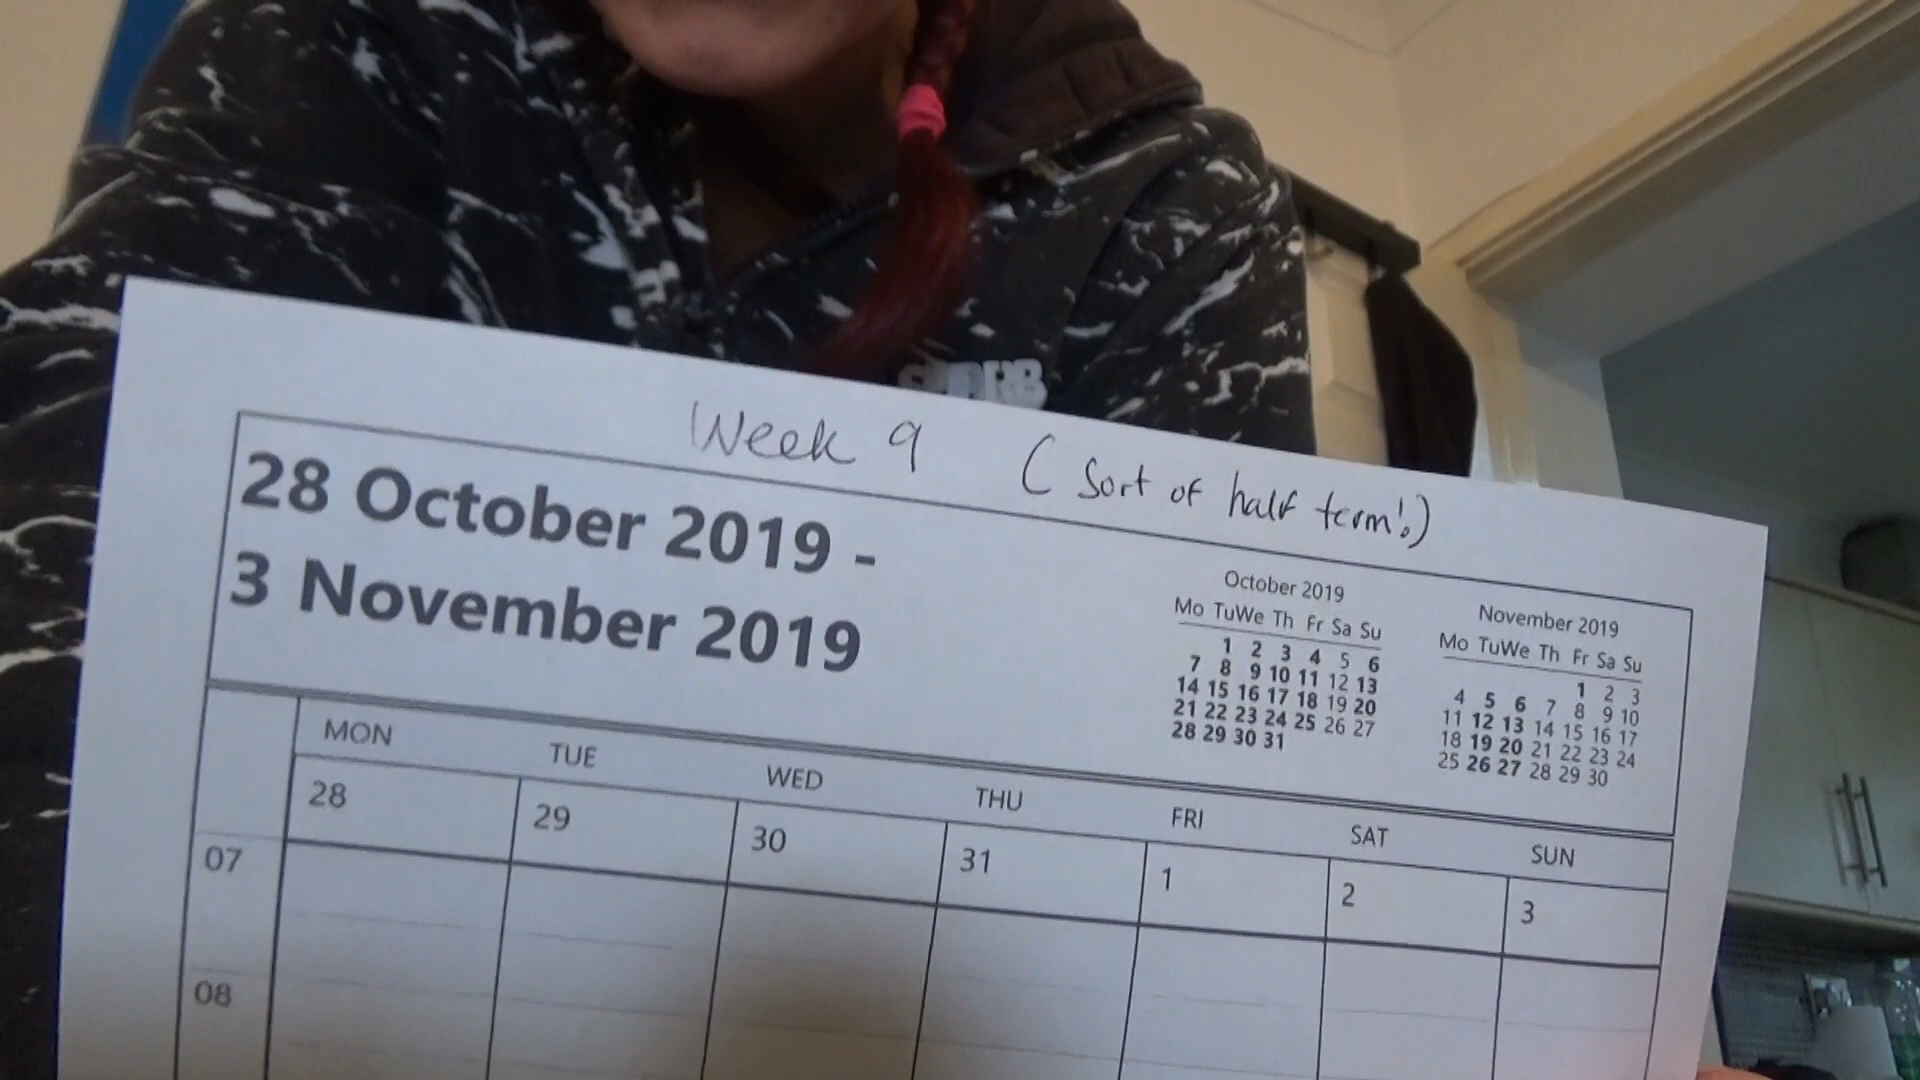 Week 9 (Sort of half term!)
28 October 2019 -
3 November 2019
October 2019
Mo TuWe Th Fr Sa Su
1 2 3 4 5 6
7 8 9 10 11 12 13
14 15 16 17 18 19 20
21 22 23 24 25 26 27
28 29 30 31
November 2019
Mo TuWe Th Fr Sa Su
1 2 3
4 5 6 7 8 9 10
11 12 13 14 15 16 17
18 19 20 21 22 23 24
25 26 27 28 29 30
MON TUE WED THU FRI SAT SUN
28 29 30 31 1 2 3
07
08